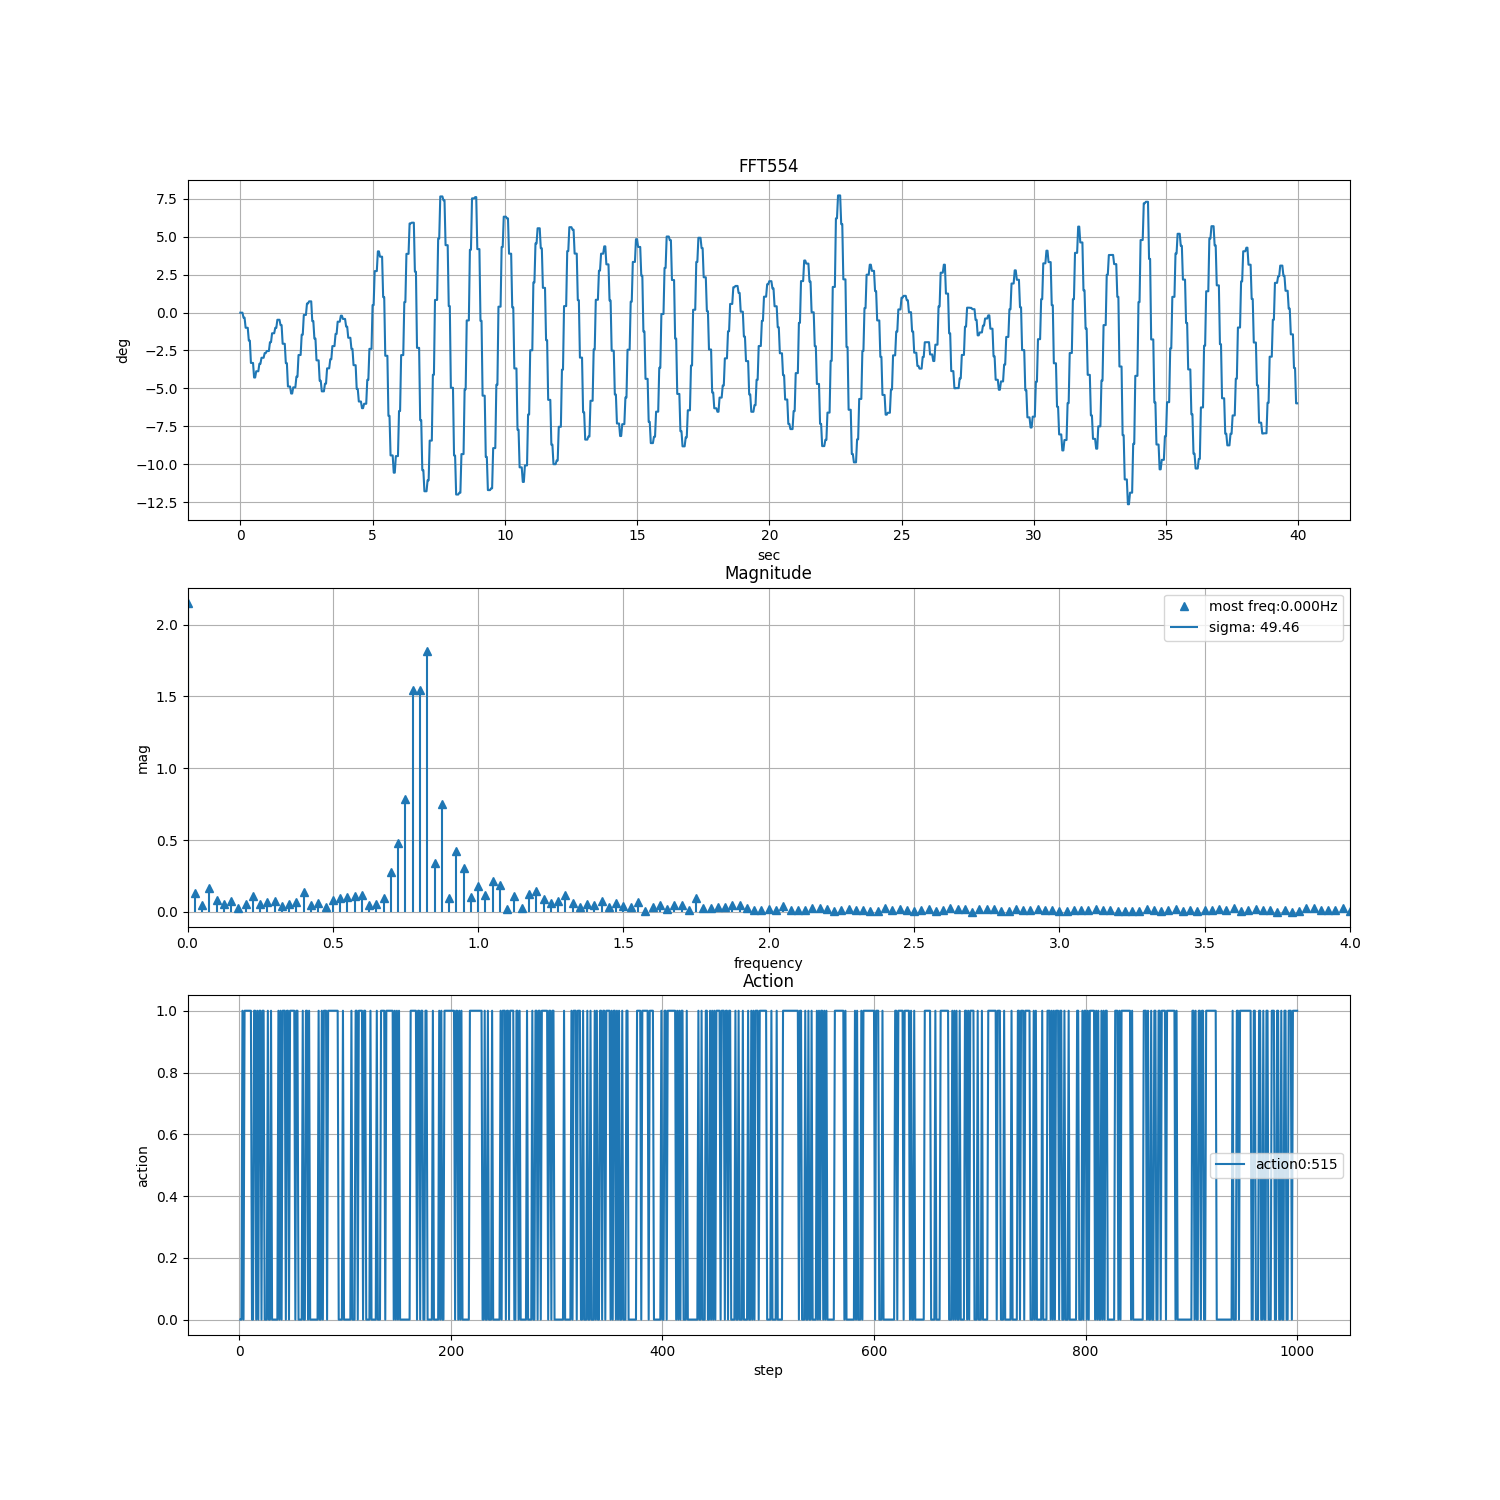 FFT554
7.5
5.0
2.5
0.0
−2.5
−5.0
−7.5
−10.0
−12.5
deg
0 5 10 15 20 25 30 35 40
sec
Magnitude
2.0
1.5
1.0
0.5
0.0
mag
most freq:0.000Hz
sigma: 49.46
0.0 0.5 1.0 1.5 2.0 2.5 3.0 3.5 4.0
frequency
Action
1.0
0.8
0.6
0.4
0.2
0.0
action
action0:515
0 200 400 600 800 1000
step